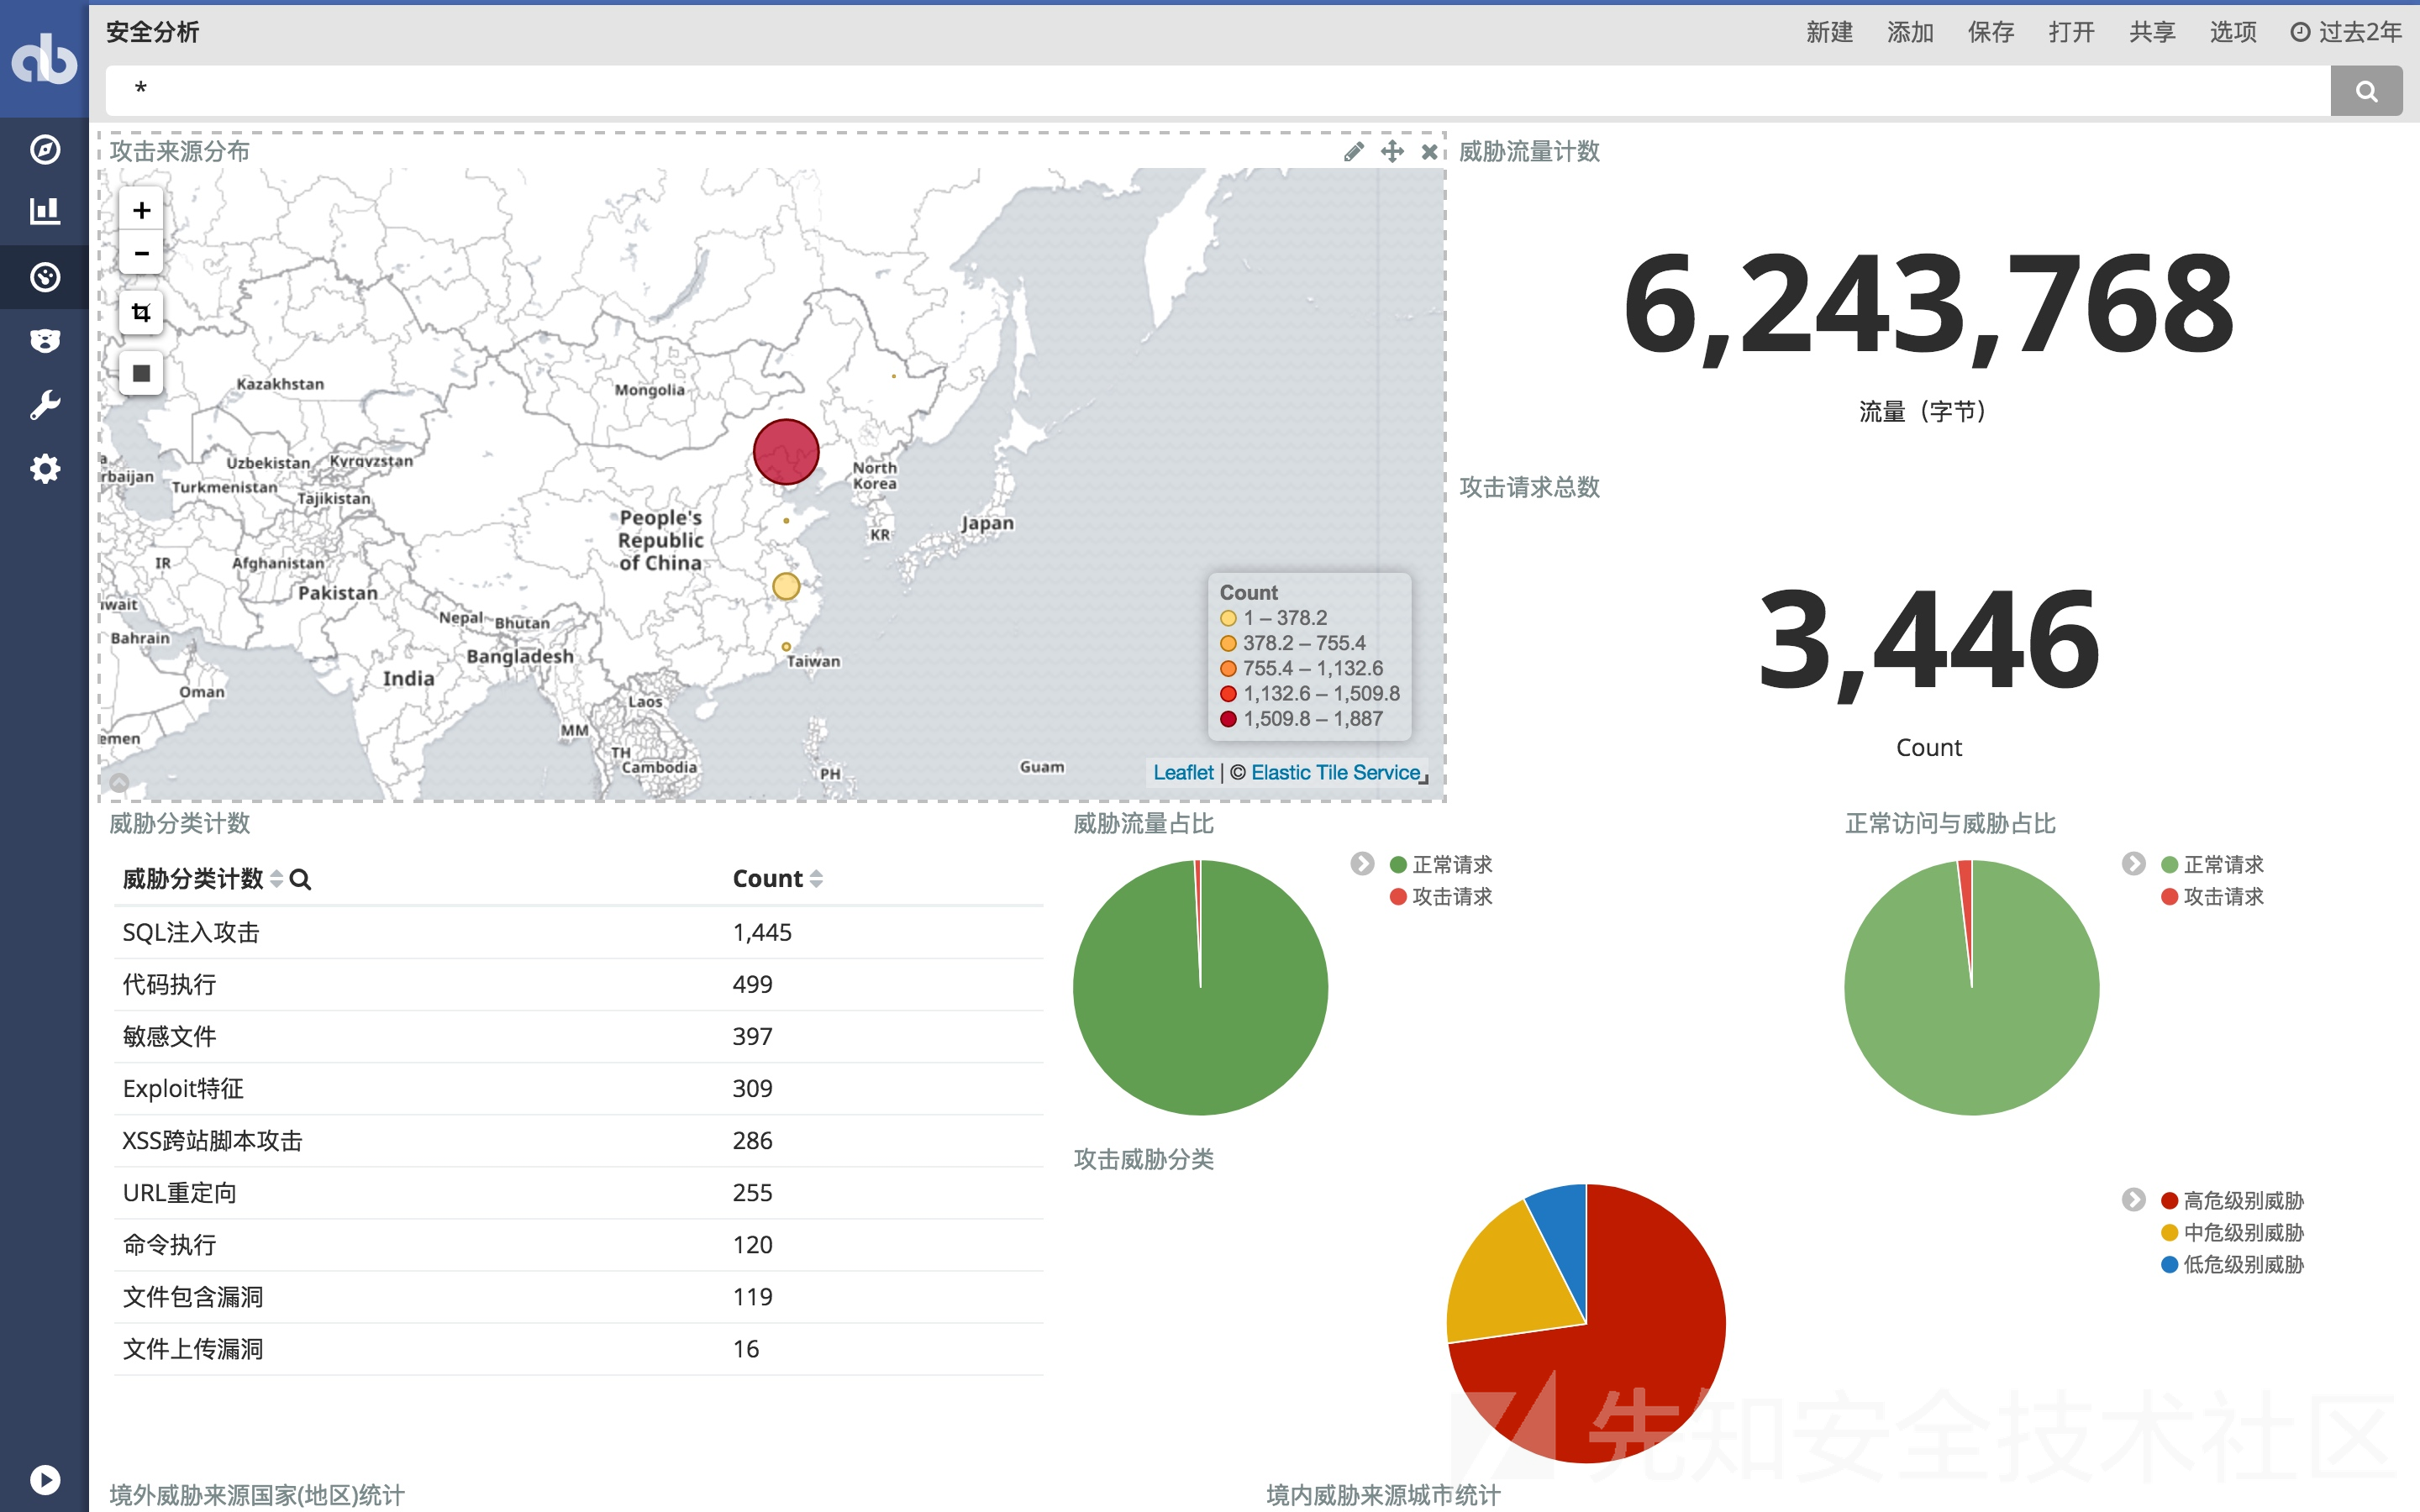 安全分析
新建 添加 保存 打开 共享 选项 过去2年
*
攻击来源分布
Kazakhstan
Mongolia
Uzbekistan
Kyrgyzstan
rbaijan
Turkmenistan
Tajikistan
North
Korea
People's
Republic
of China
Japan
KR
IR
Afghanistan
Pakistan
wait
Nepal
Bhutan
Bahrain
Bangladesh
Taiwan
India
Oman
Laos
MM
emen
TH
Cambodia
PH
Guam
Count
1 – 378.2
378.2 – 755.4
755.4 – 1,132.6
1,132.6 – 1,509.8
1,509.8 – 1,887
Leaflet | © Elastic Tile Service
威胁流量计数
6,243,768
流量（字节）
攻击请求总数
3,446
Count
威胁分类计数
威胁分类计数 Count
SQL注入攻击 1,445
代码执行 499
敏感文件 397
Exploit特征 309
XSS跨站脚本攻击 286
URL重定向 255
命令执行 120
文件包含漏洞 119
文件上传漏洞 16
威胁流量占比
正常请求
攻击请求
正常访问与威胁占比
正常请求
攻击请求
攻击威胁分类
高危级别威胁
中危级别威胁
低危级别威胁
先知安全技术社区
境外威胁来源国家(地区)统计
境内威胁来源城市统计